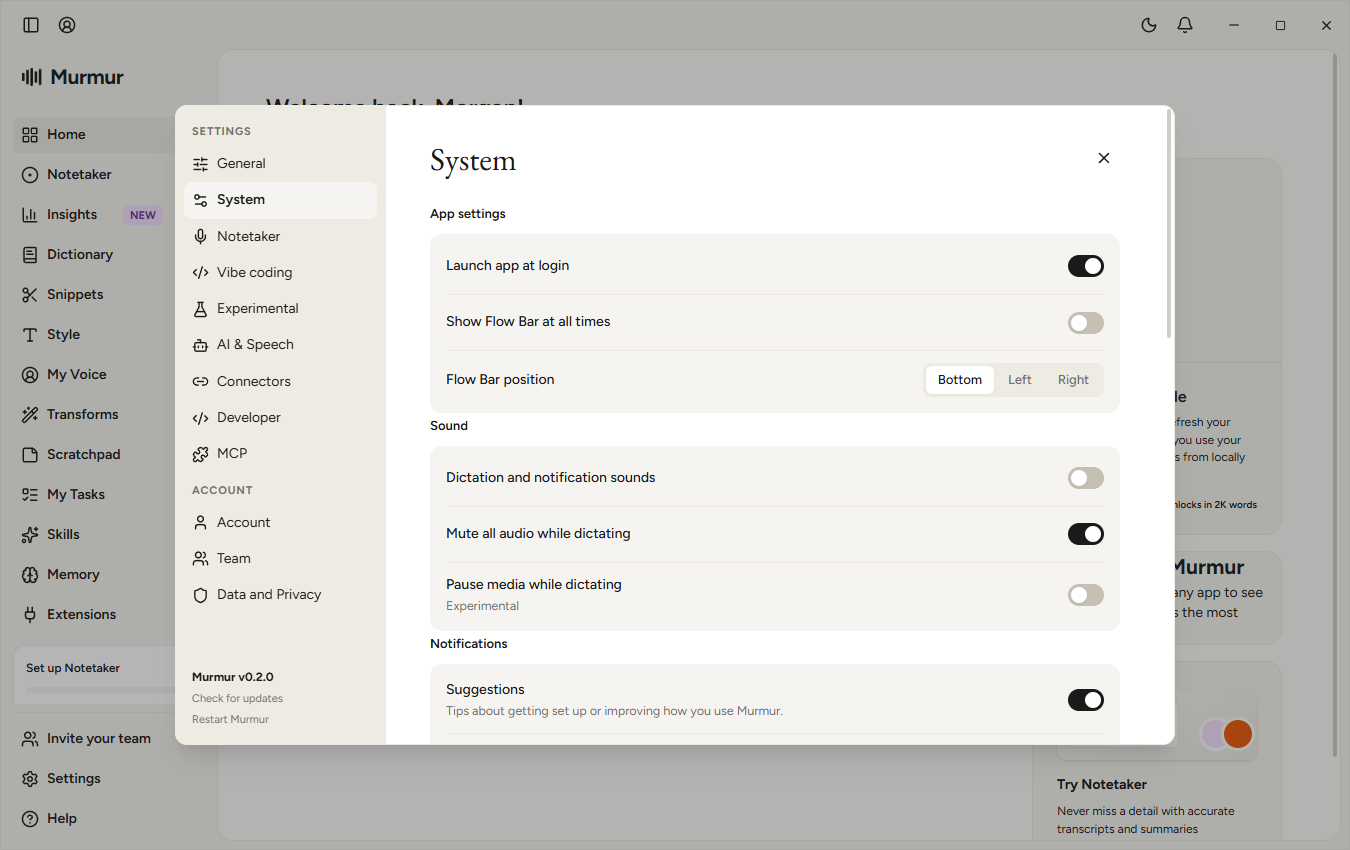 Murmur
Home
Notetaker
Insights NEW
Dictionary
Snippets
Style
My Voice
Transforms
Scratchpad
My Tasks
Skills
Memory
Extensions
Set up Notetaker
Invite your team
Settings
Help
SETTINGS
General
System
Notetaker
Vibe coding
Experimental
AI & Speech
Connectors
Developer
MCP
ACCOUNT
Account
Team
Data and Privacy
Murmur v0.2.0
Check for updates
Restart Murmur
System
App settings
Launch app at login
Show Flow Bar at all times
Flow Bar position
Bottom Left Right
Sound
Dictation and notification sounds
Mute all audio while dictating
Pause media while dictating
Experimental
Notifications
Suggestions
Tips about getting set up or improving how you use Murmur.
your
you use your
from locally
in 2K words
Murmur
any app to see
the most
Try Notetaker
Never miss a detail with accurate
transcripts and summaries